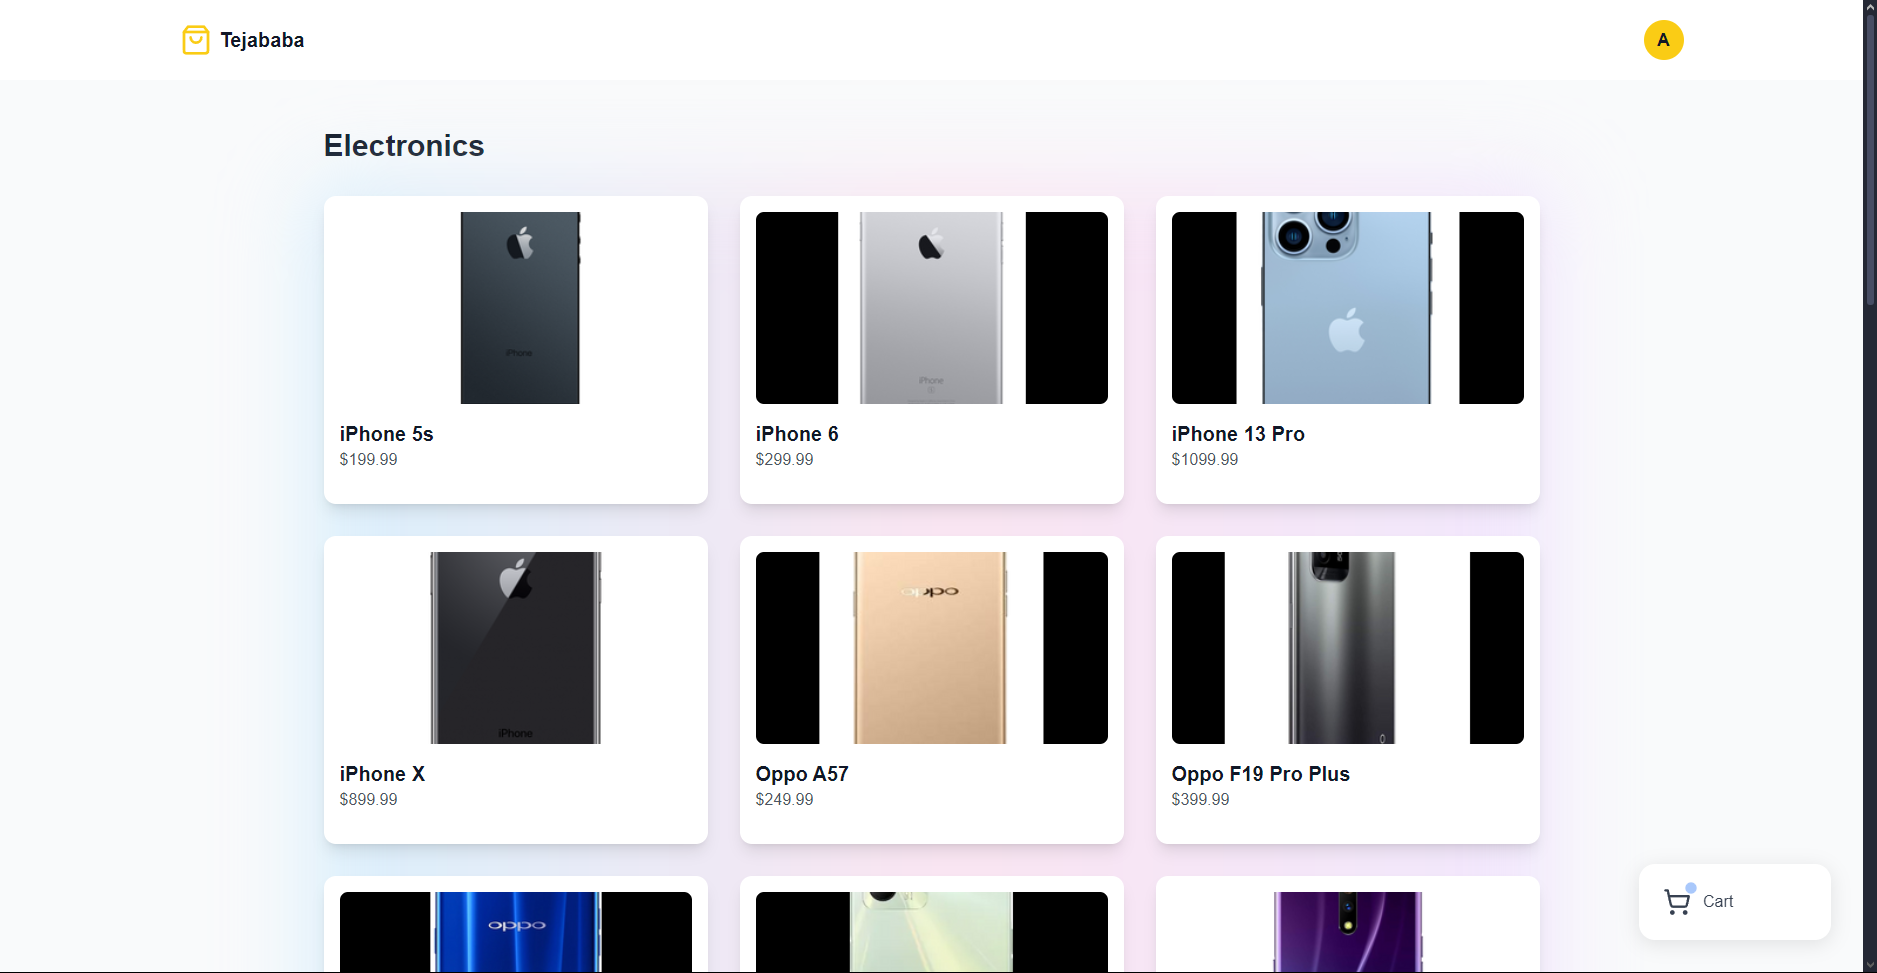 Tejababa
A
Electronics
iPhone
iPhone 5s
$199.99
iPhone
iPhone 6
$299.99
iPhone 13 Pro
$1099.99
iPhone
iPhone X
$899.99
oppo
Oppo A57
$249.99
Oppo F19 Pro Plus
$399.99
oppo
Cart